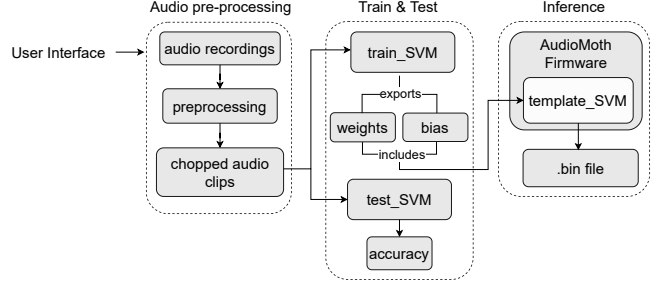 Audio pre-processing
Train & Test
Inference
User Interface
audio recordings
preprocessing
chopped audio
clips
train_SVM
exports
weights
bias
includes
test_SVM
accuracy
AudioMoth
Firmware
template_SVM
.bin file